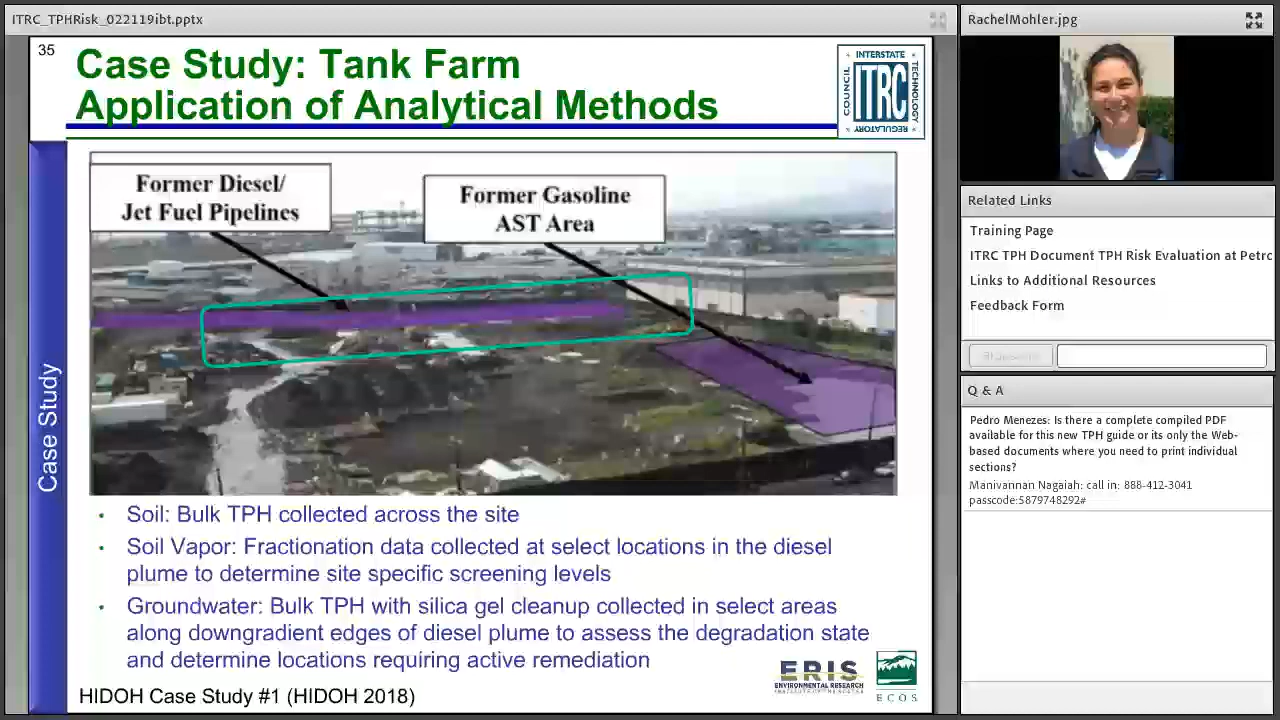 ITRC_TPHRisk_022119ibt.pptx
35
Case Study: Tank Farm
Application of Analytical Methods
INTERSTATE
COUNCIL
ITRC
TECHNOLOGY
REGULATORY
Former Diesel/
Jet Fuel Pipelines
Former Gasoline
AST Area
Case Study
• Soil: Bulk TPH collected across the site
• Soil Vapor: Fractionation data collected at select locations in the diesel
plume to determine site specific screening levels
• Groundwater: Bulk TPH with silica gel cleanup collected in select areas
along downgradient edges of diesel plume to assess the degradation state
and determine locations requiring active remediation
HIDOH Case Study #1 (HIDOH 2018)
ERIS
ENVIRONMENTAL RESEARCH
ECOS
RachelMohler.jpg
Related Links
Training Page
ITRC TPH Document TPH Risk Evaluation at Petrc
Links to Additional Resources
Feedback Form
Q & A
Pedro Menezes: Is there a complete compiled PDF
available for this new TPH guide or its only the Web-
based documents where you need to print individual
sections?
Manivannan Nagaiah: call in: 888-412-3041
passcode:5879748292#